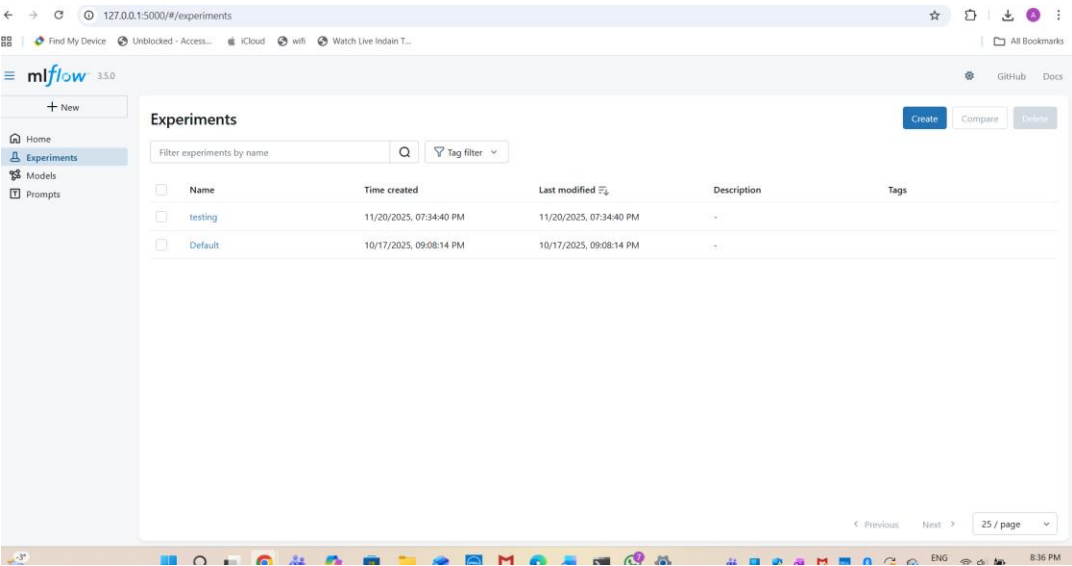 127.0.0.1:5000/#/experiments
A
Find My Device Unblocked - Access... iCloud wifi Watch Live Indain T... All Bookmarks
mlflow 3.5.0 GitHub Docs
+ New
Home
Experiments
Models
Prompts
Experiments
Create Compare Delete
Filter experiments by name Tag filter
Name Time created Last modified Description Tags
testing 11/20/2025, 07:34:40 PM 11/20/2025, 07:34:40 PM -
Default 10/17/2025, 09:08:14 PM 10/17/2025, 09:08:14 PM -
Previous Next 25 / page
-3°
7
ENG 8:36 PM